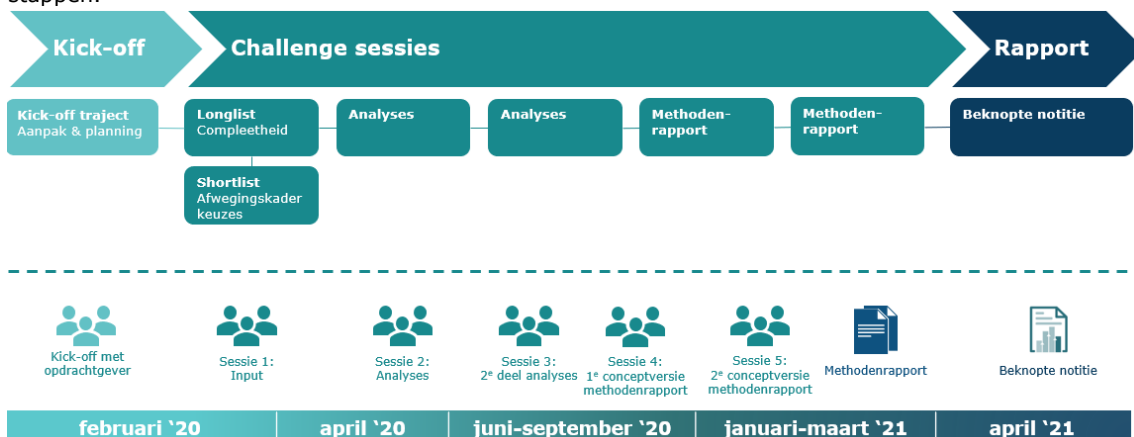 stappen:
Kick-off
Challenge sessies
Rapport
Kick-off traject
Aanpak & planning
Longlist
Compleetheid
Analyses
Analyses
Methoden-
rapport
Methoden-
rapport
Beknopte notitie
Shortlist
Afwegingskader
keuzes
Kick-off met
opdrachtgever
Sessie 1:
Input
Sessie 2:
Analyses
Sessie 3:
2e deel analyses
Sessie 4:
1e conceptversie
methodenrapport
Sessie 5:
2e conceptversie
methodenrapport
Methodenrapport
Beknopte notitie
februari ‘20
april ‘20
juni-september ‘20
januari-maart ‘21
april ‘21